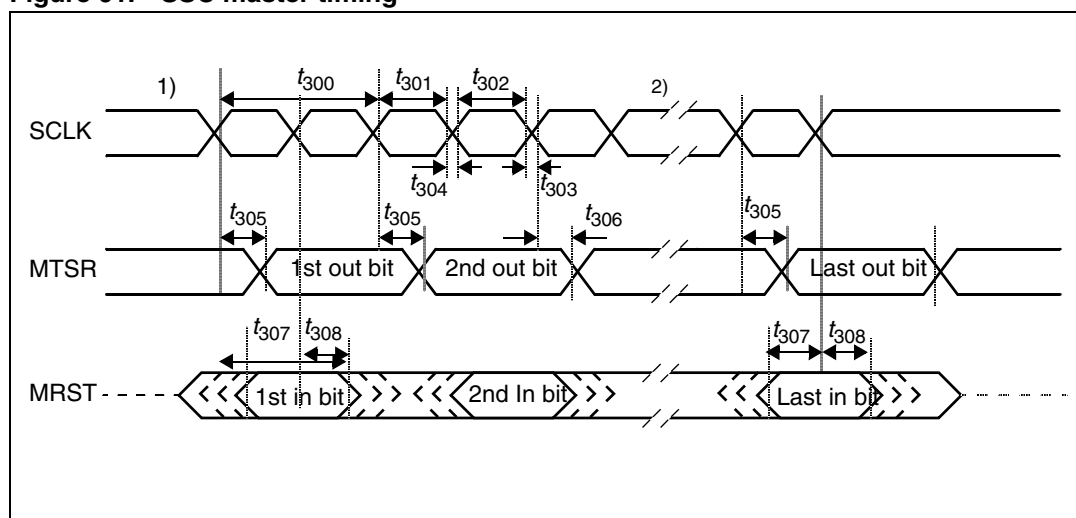 Figure 91. SSC master timing
1) t300 t301 t302 2)
SCLK
t304 t303
t305 t305 t306 t305
MTSR 1st out bit 2nd out bit Last out bit
t307 t308 t307 t308
MRST 1st in bit 2nd In bit Last in bit